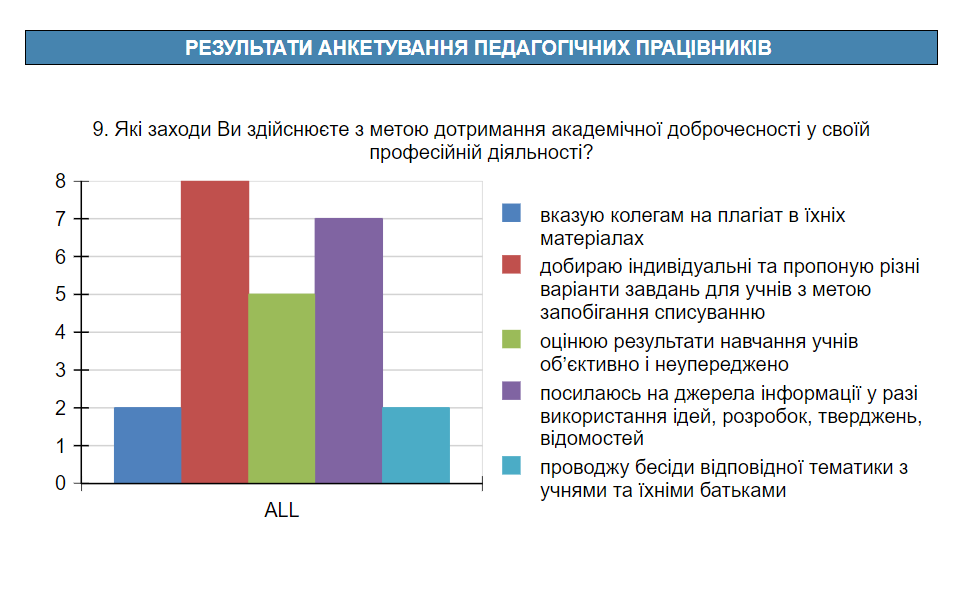 РЕЗУЛЬТАТИ АНКЕТУВАННЯ ПЕДАГОГІЧНИХ ПРАЦІВНИКІВ
9. Які заходи Ви здійснюєте з метою дотримання академічної доброчесності у своїй
професійній діяльності?
8
7
6
5
4
3
2
1
0
ALL
вказую колегам на плагіат в їхніх
матеріалах
добираю індивідуальні та пропоную різні
варіанти завдань для учнів з метою
запобігання списуванню
оцінюю результати навчання учнів
об’єктивно і неупереджено
посилаюсь на джерела інформації у разі
використання ідей, розробок, тверджень,
відомостей
проводжу бесіди відповідної тематики з
учнями та їхніми батьками